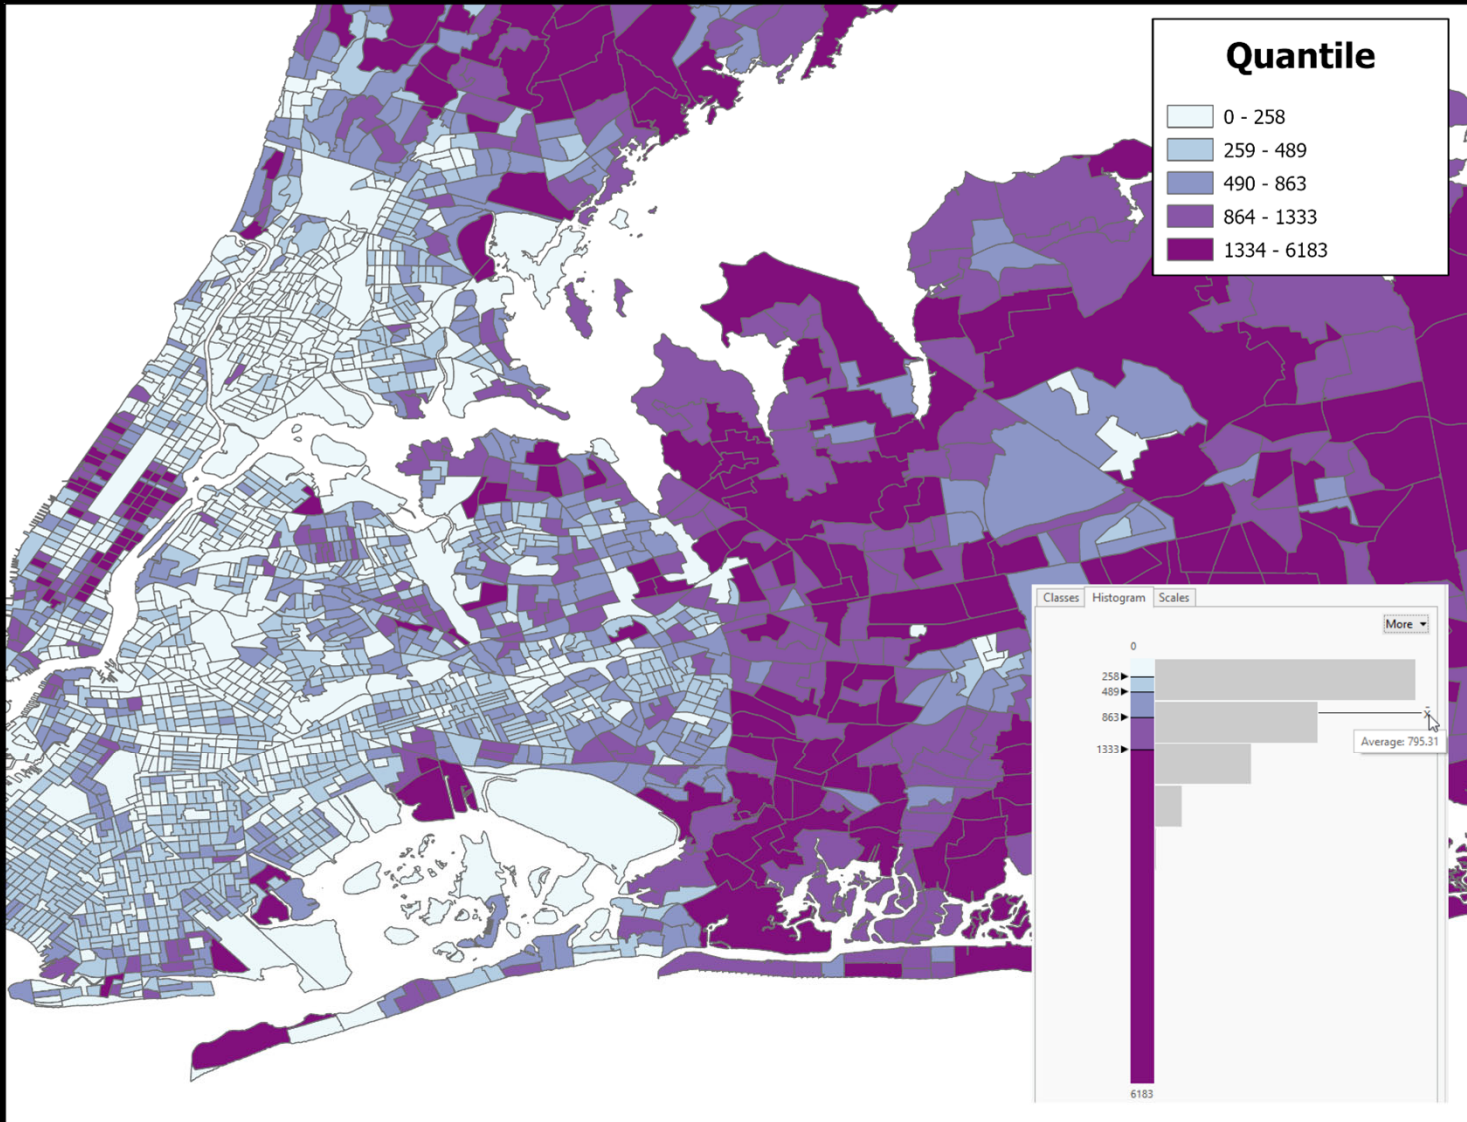 Quantile
0 - 258
259 - 489
490 - 863
864 - 1333
1334 - 6183
Classes Histogram Scales
More
0
258
489
863
Average: 795.31
1333
6183